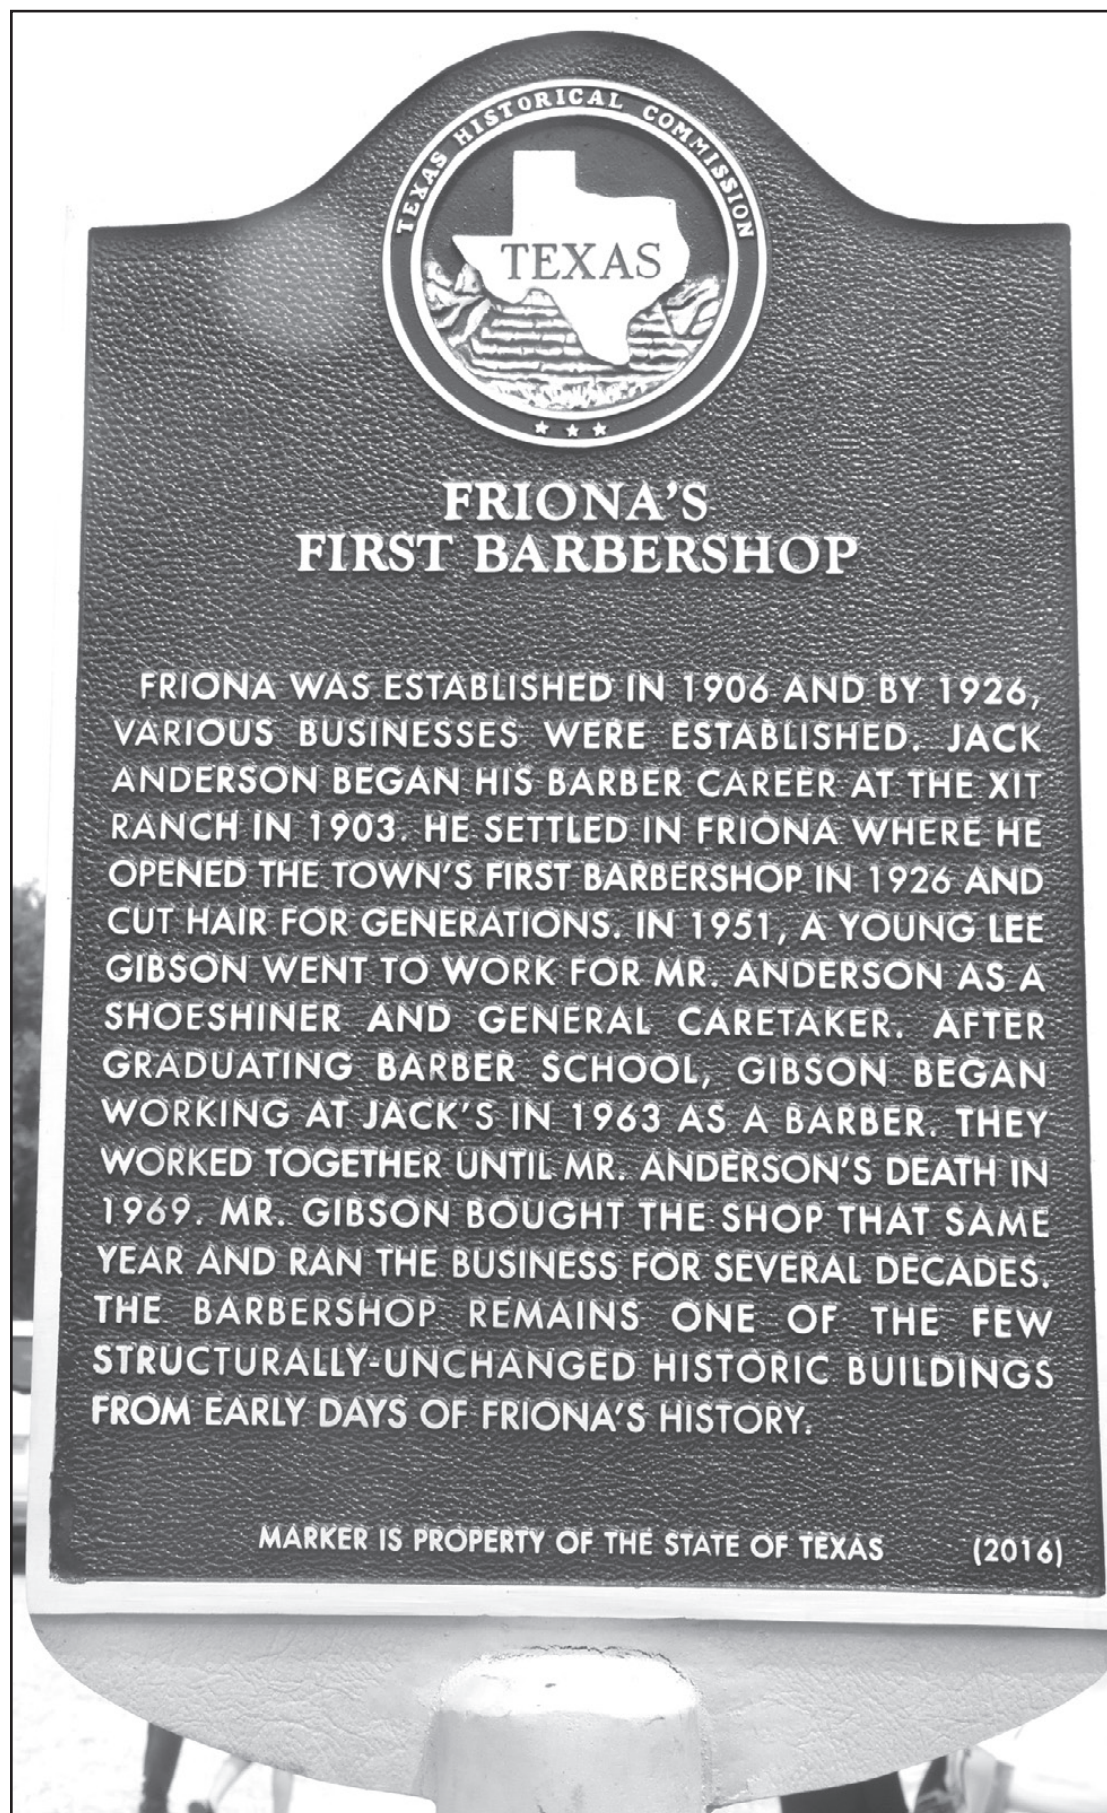 TEXAS HISTORICAL COMMISSION
TEXAS
FRIONA'S
FIRST BARBERSHOP
FRIONA WAS ESTABLISHED IN 1906 AND BY 1926,
VARIOUS BUSINESSES WERE ESTABLISHED. JACK
ANDERSON BEGAN HIS BARBER CAREER AT THE XIT
RANCH IN 1903. HE SETTLED IN FRIONA WHERE HE
OPENED THE TOWN'S FIRST BARBERSHOP IN 1926 AND
CUT HAIR FOR GENERATIONS. IN 1951, A YOUNG LEE
GIBSON WENT TO WORK FOR MR. ANDERSON AS A
SHOESHINER AND GENERAL CARETAKER. AFTER
GRADUATING BARBER SCHOOL, GIBSON BEGAN
WORKING AT JACK'S IN 1963 AS A BARBER. THEY
WORKED TOGETHER UNTIL MR. ANDERSON'S DEATH IN
1969. MR. GIBSON BOUGHT THE SHOP THAT SAME
YEAR AND RAN THE BUSINESS FOR SEVERAL DECADES.
THE BARBERSHOP REMAINS ONE OF THE FEW
STRUCTURALLY-UNCHANGED HISTORIC BUILDINGS
FROM EARLY DAYS OF FRIONA'S HISTORY.
MARKER IS PROPERTY OF THE STATE OF TEXAS (2016)